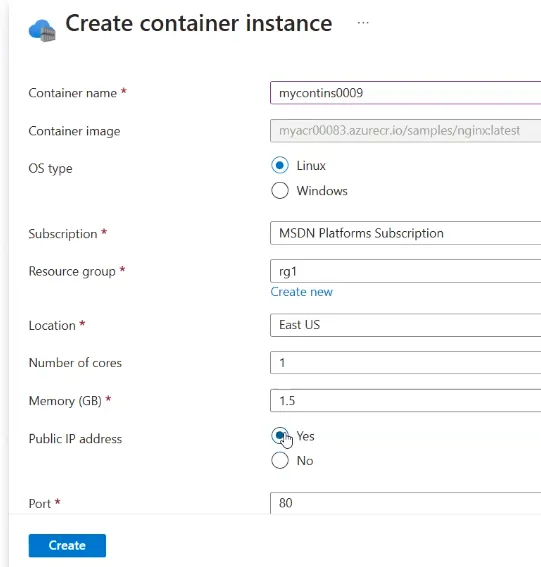 Create container instance ...
Container name * mycontins0009
Container image myacr00083.azurecr.io/samples/nginx:latest
OS type Linux
Windows
Subscription * MSDN Platforms Subscription
Resource group * rg1
Create new
Location * East US
Number of cores 1
Memory (GB) * 1.5
Public IP address Yes
No
Port * 80
Create